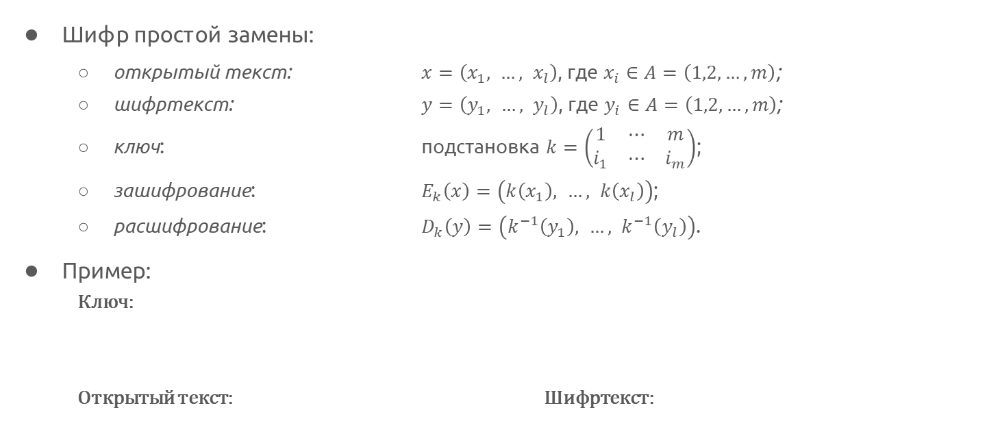 ● Шифр простой замены:
○ открытый текст: x = (x₁, …, xₗ), где xᵢ ∈ A = (1,2, …, m);
○ шифртекст: y = (y₁, …, yₗ), где yᵢ ∈ A = (1,2, …, m);
○ ключ: подстановка k = (1 ⋯ m
i₁ ⋯ iₘ);
○ зашифрование: Eₖ(x) = (k(x₁), …, k(xₗ));
○ расшифрование: Dₖ(y) = (k⁻¹(y₁), …, k⁻¹(yₗ)).
● Пример:
Ключ:
Открытый текст: Шифртекст: